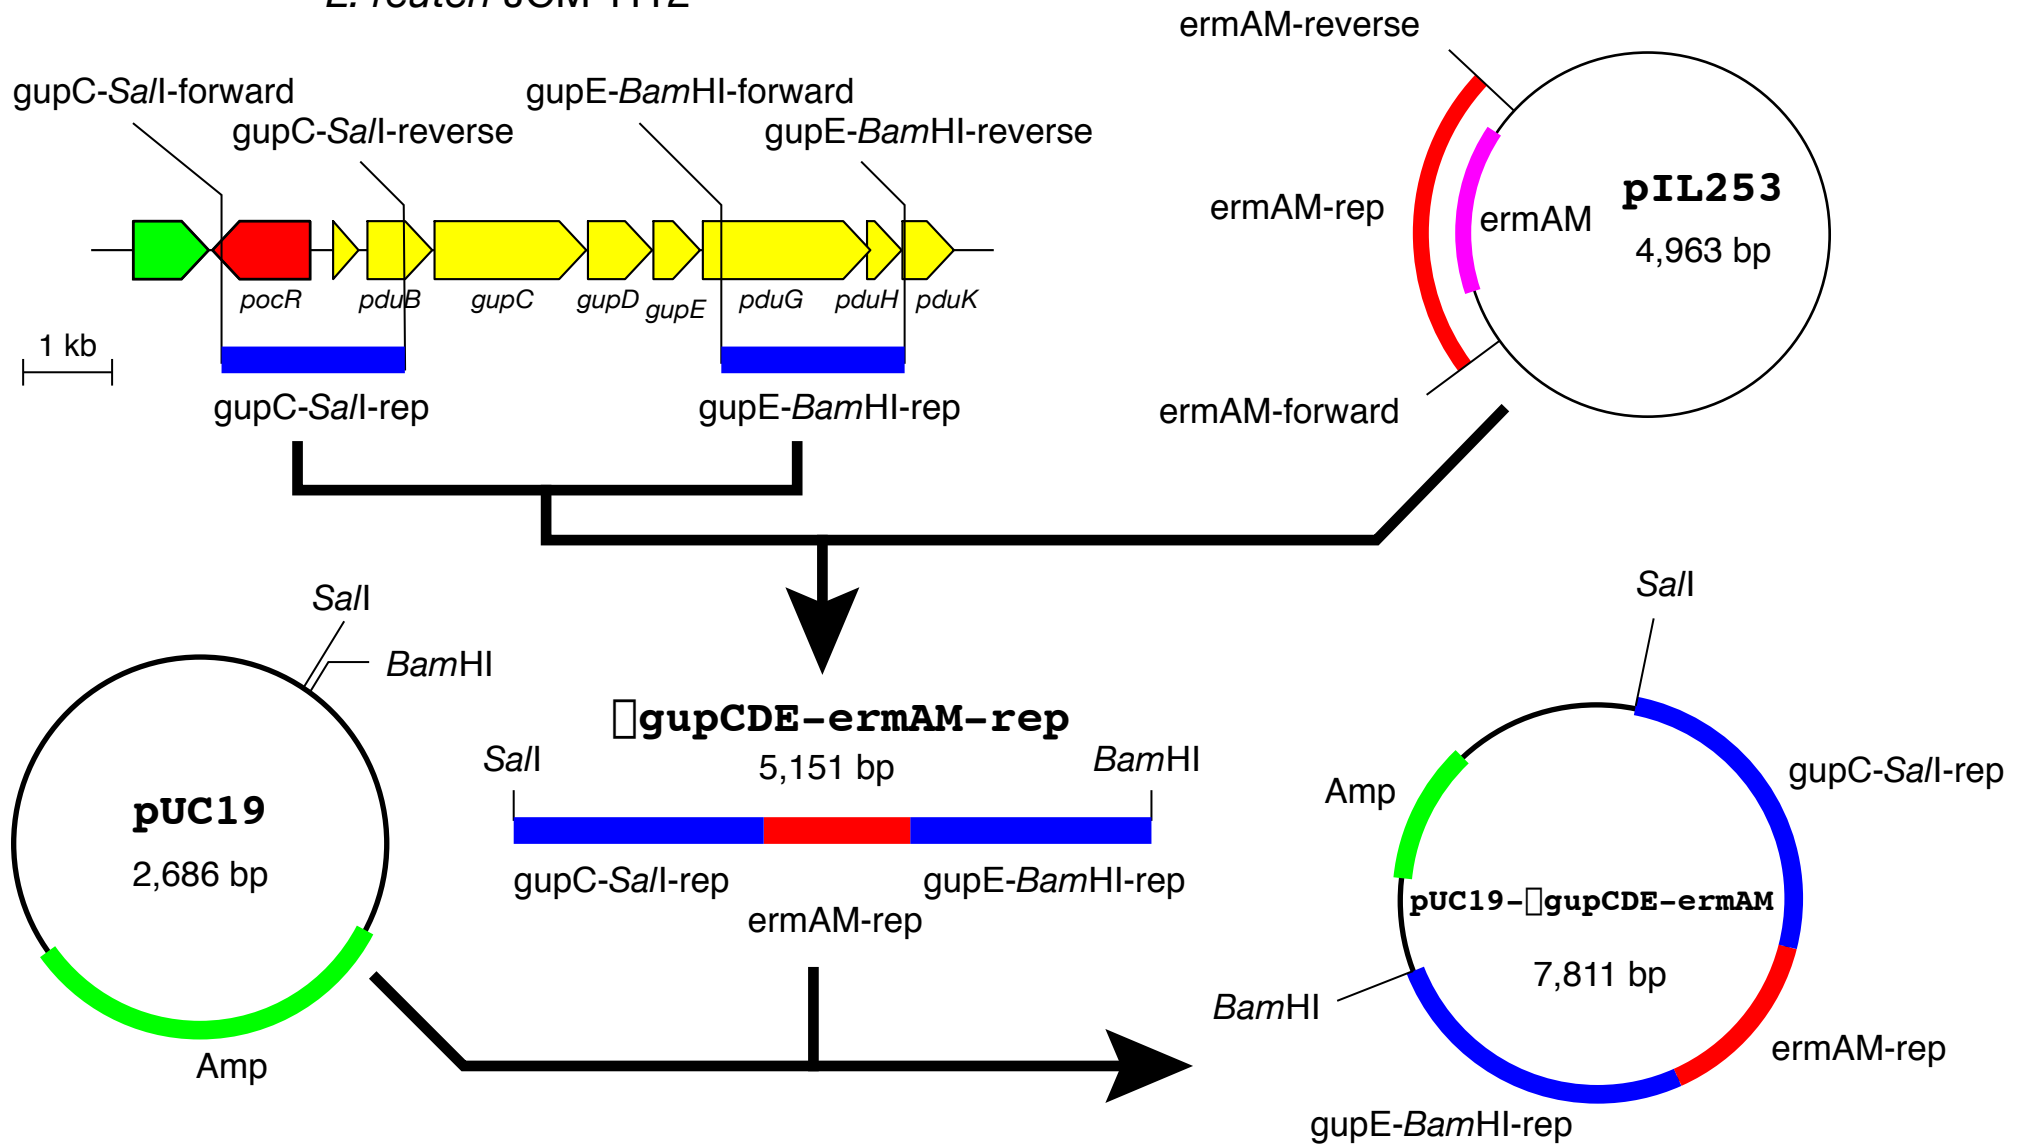 L. reuteri JCM 1112
gupC-SalI-forward
gupC-SalI-reverse
gupE-BamHI-forward
gupE-BamHI-reverse
pocR
pduB
gupC
gupD
gupE
pduG
pduH
pduK
1 kb
gupC-SalI-rep
gupE-BamHI-rep
ermAM-reverse
ermAM-rep
ermAM
pIL253
4,963 bp
ermAM-forward
SalI
BamHI
pUC19
2,686 bp
Amp
▯gupCDE-ermAM-rep
5,151 bp
SalI
BamHI
gupC-SalI-rep
gupE-BamHI-rep
ermAM-rep
SalI
Amp
gupC-SalI-rep
pUC19-▯gupCDE-ermAM
7,811 bp
BamHI
ermAM-rep
gupE-BamHI-rep